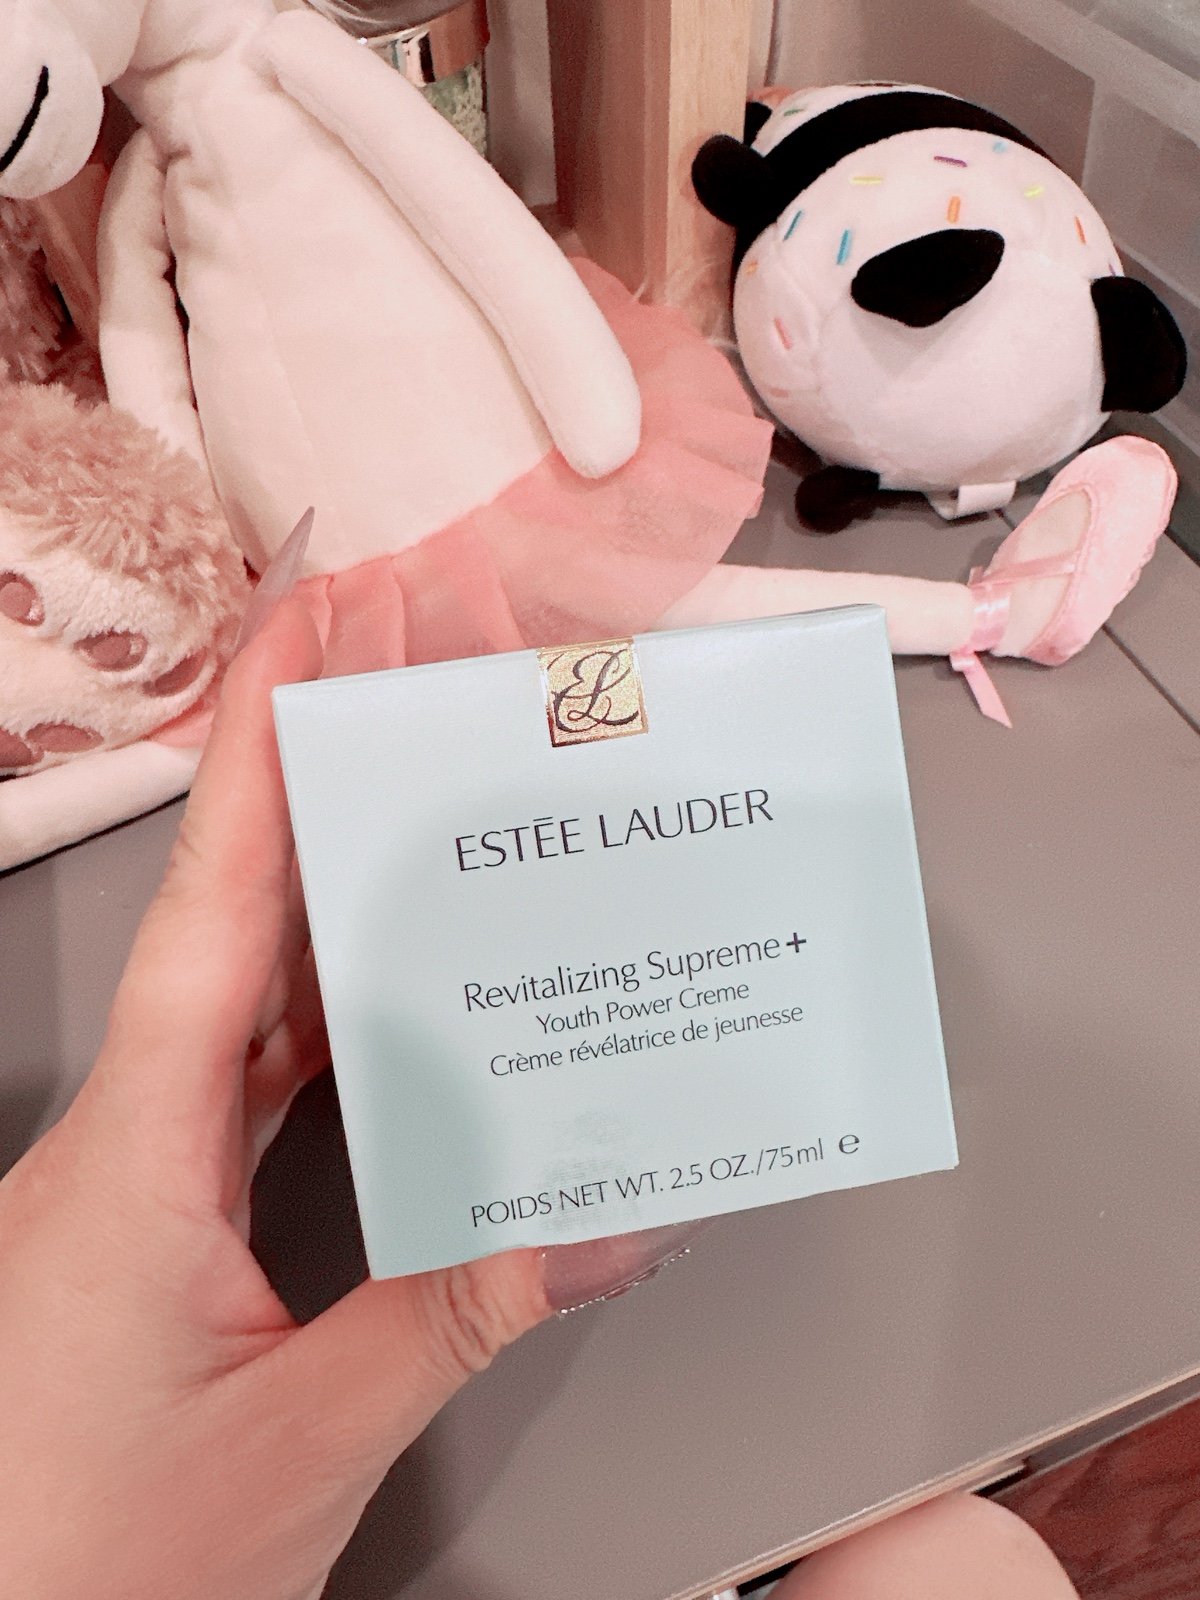 EL
ESTĒE LAUDER
Revitalizing Supreme+
Youth Power Creme
Crème révélatrice de jeunesse
POIDS NET WT. 2.5 OZ./75ml ℮